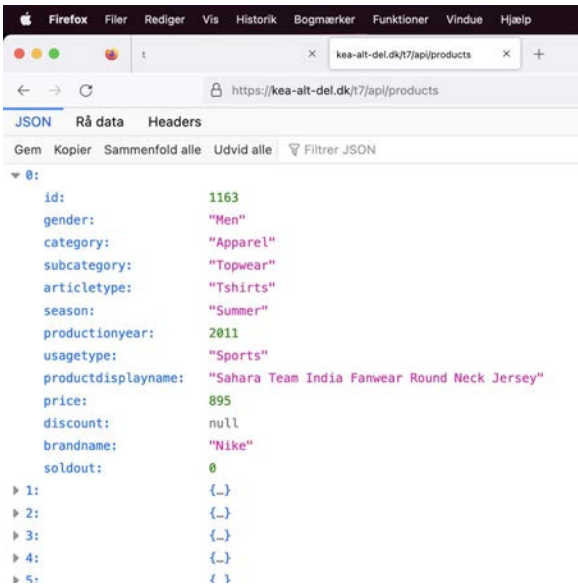 Firefox Filer Rediger Vis Historik Bogmærker Funktioner Vindue Hjælp
t × kea-alt-del.dk/t7/api/products × +
https://kea-alt-del.dk/t7/api/products
JSON Rå data Headers
Gem Kopier Sammenfold alle Udvid alle Filtrer JSON
0:
id: 1163
gender: "Men"
category: "Apparel"
subcategory: "Topwear"
articletype: "Tshirts"
season: "Summer"
productionyear: 2011
usagetype: "Sports"
productdisplayname: "Sahara Team India Fanwear Round Neck Jersey"
price: 895
discount: null
brandname: "Nike"
soldout: 0
1: {…}
2: {…}
3: {…}
4: {…}
5: {…}